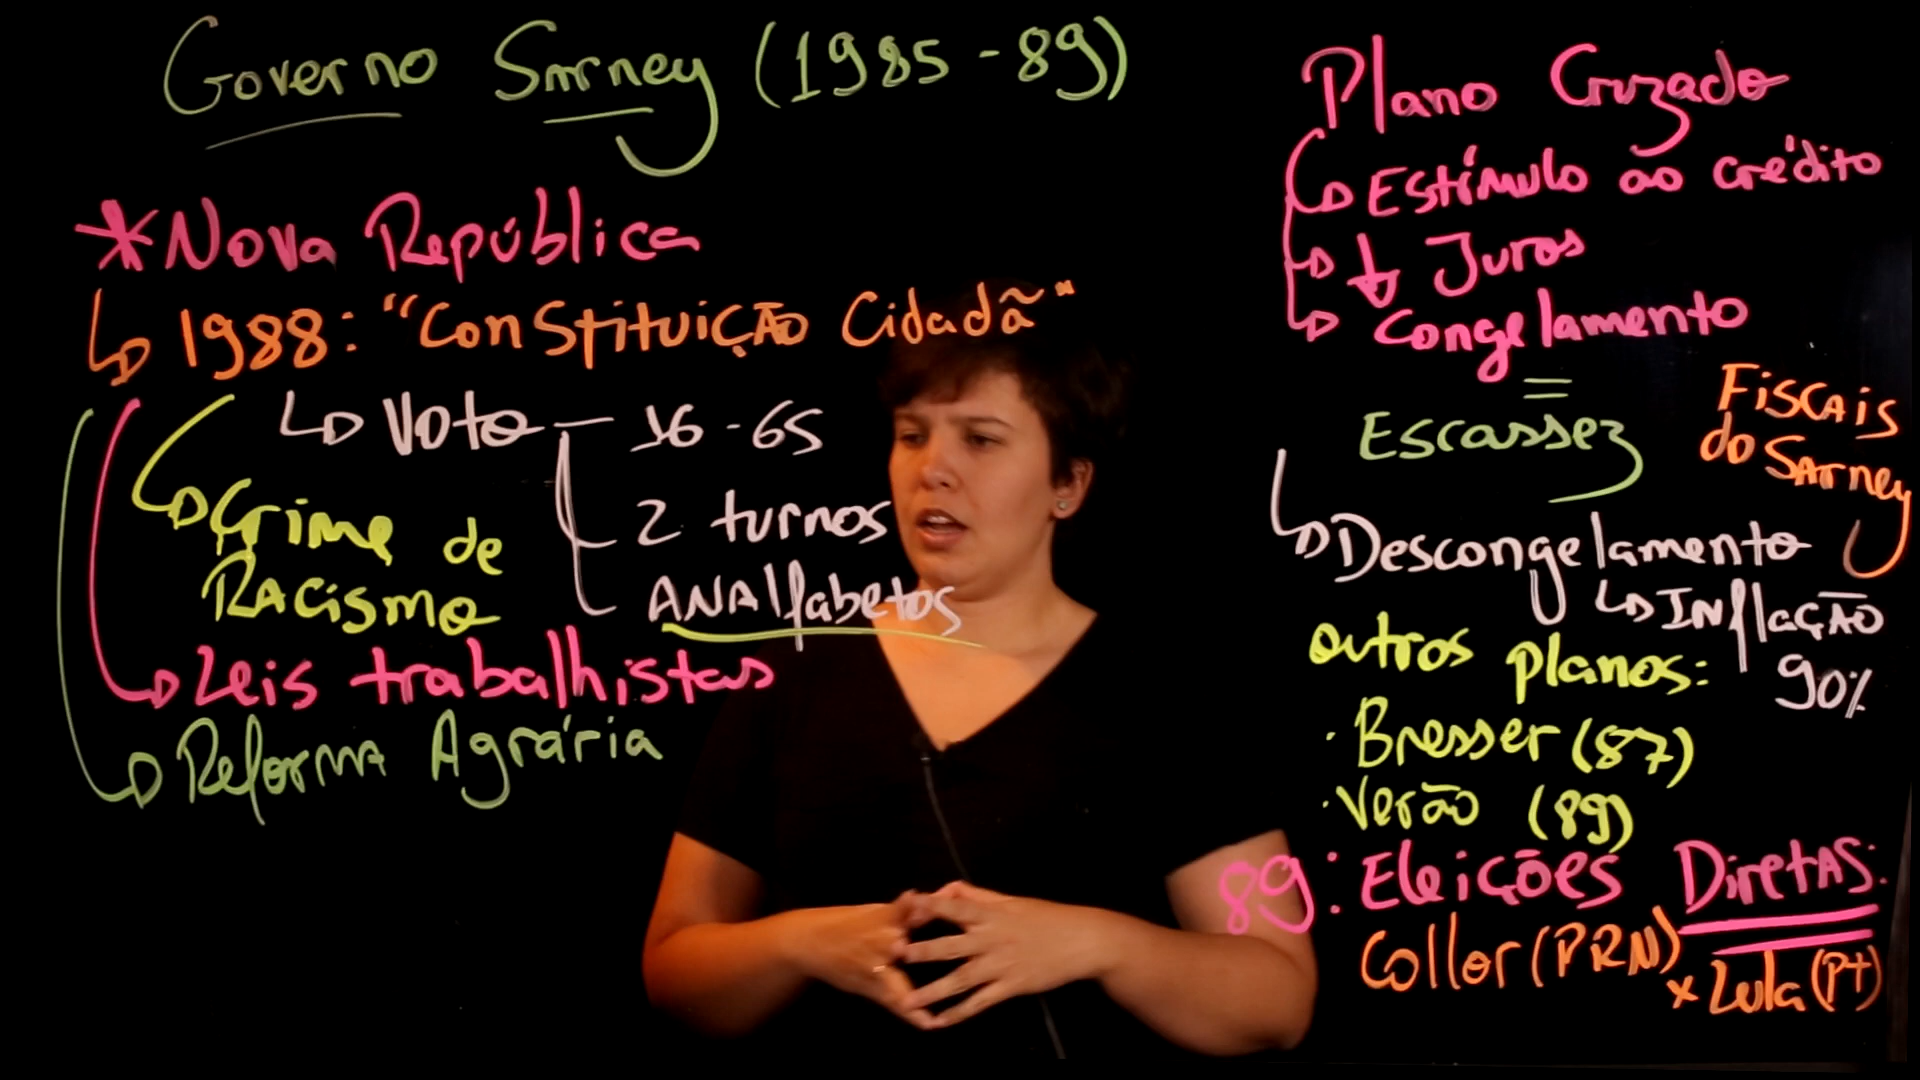 Governo Sarney (1985-89)
* Nova República
1988: "Constituição Cidadã"
Voto - 16-65
2 turnos
Analfabetos
Crime de
Racismo
Leis trabalhistas
Reforma Agrária
Plano Cruzado
Estímulo ao crédito
↓ Juros
Congelamento
=
Escassez
Fiscais
do Sarney
Descongelamento
Inflação
90%
outros planos:
· Bresser (87)
· Verão (89)
89: Eleições Diretas:
Collor (PRN)
x Lula (PT)